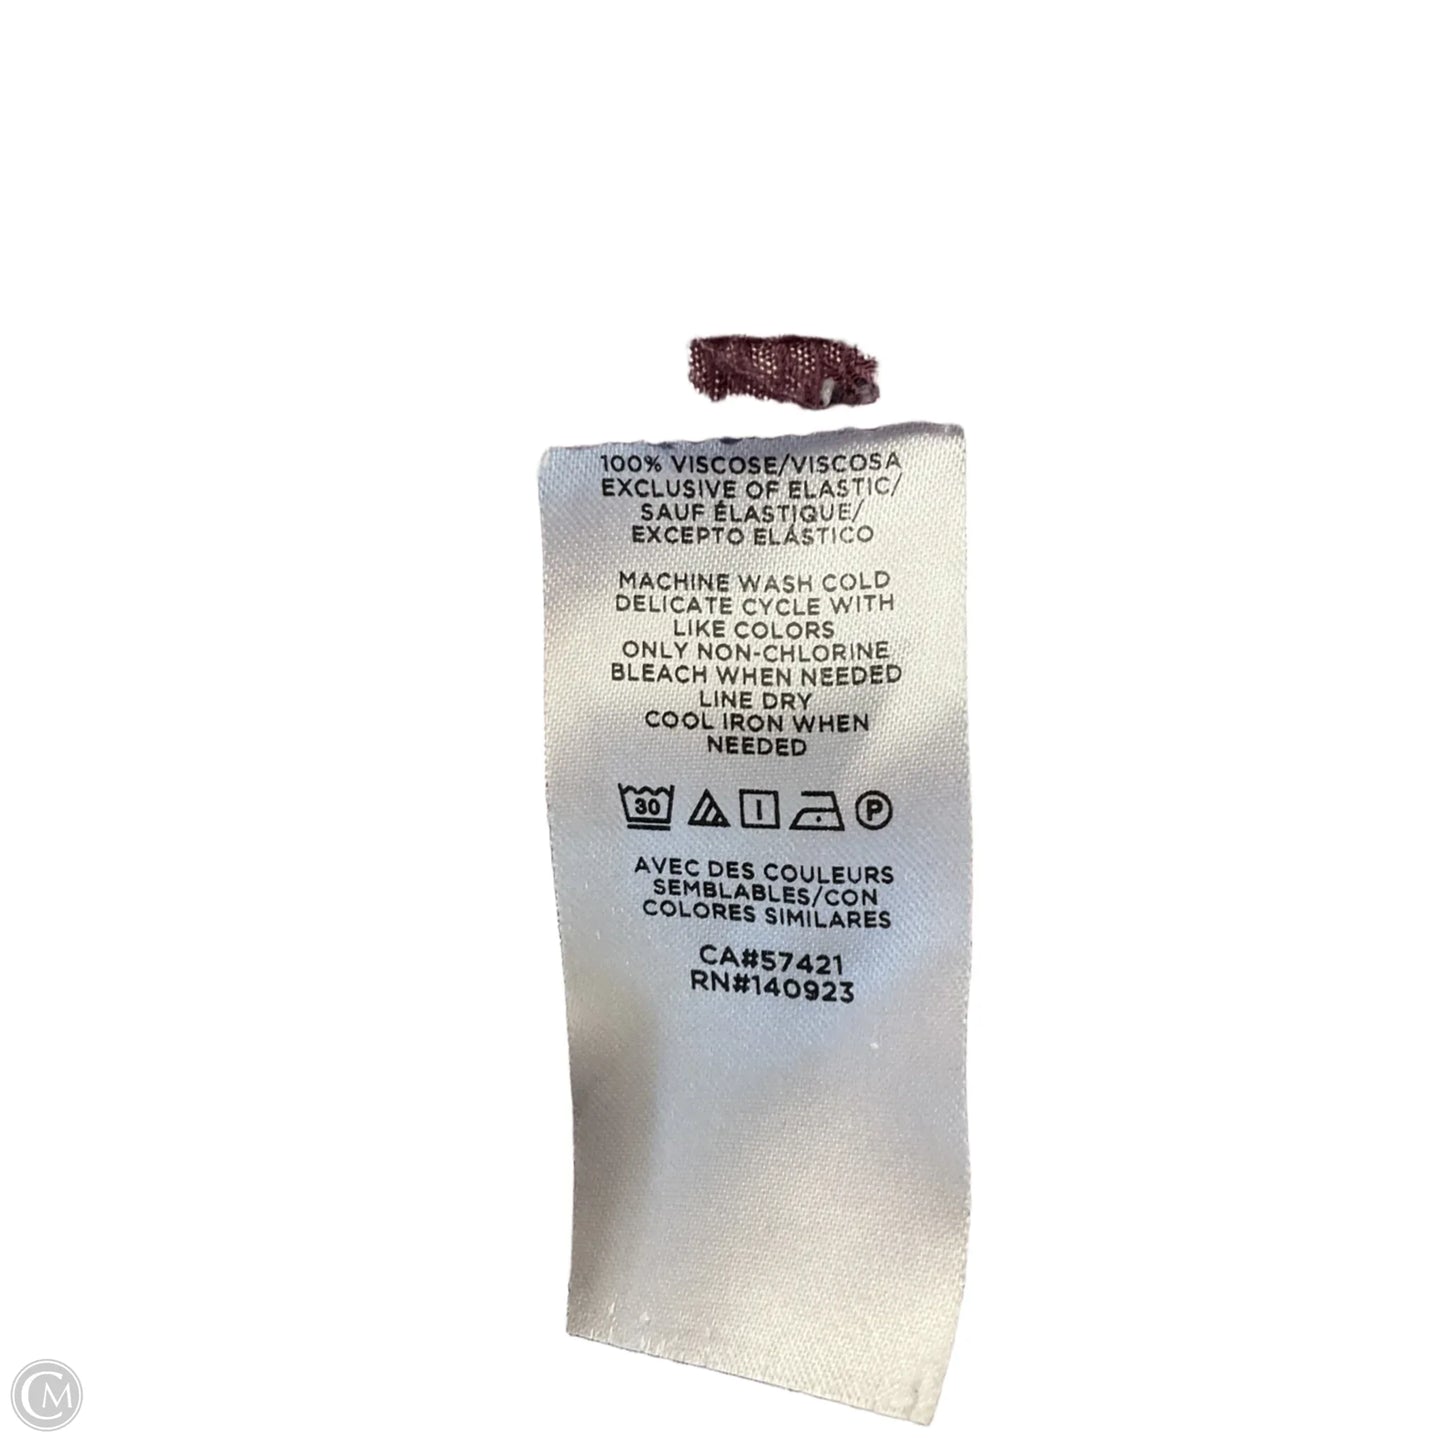 100% VISCOSE/VISCOSA
EXCLUSIVE OF ELASTIC/
SAUF ÉLASTIQUE/
EXCEPTO ELÁSTICO
MACHINE WASH COLD
DELICATE CYCLE WITH
LIKE COLORS
ONLY NON-CHLORINE
BLEACH WHEN NEEDED
LINE DRY
COOL IRON WHEN
NEEDED
30 P
AVEC DES COULEURS
SEMBLABLES/CON
COLORES SIMILARES
CA#57421
RN#140923
CM